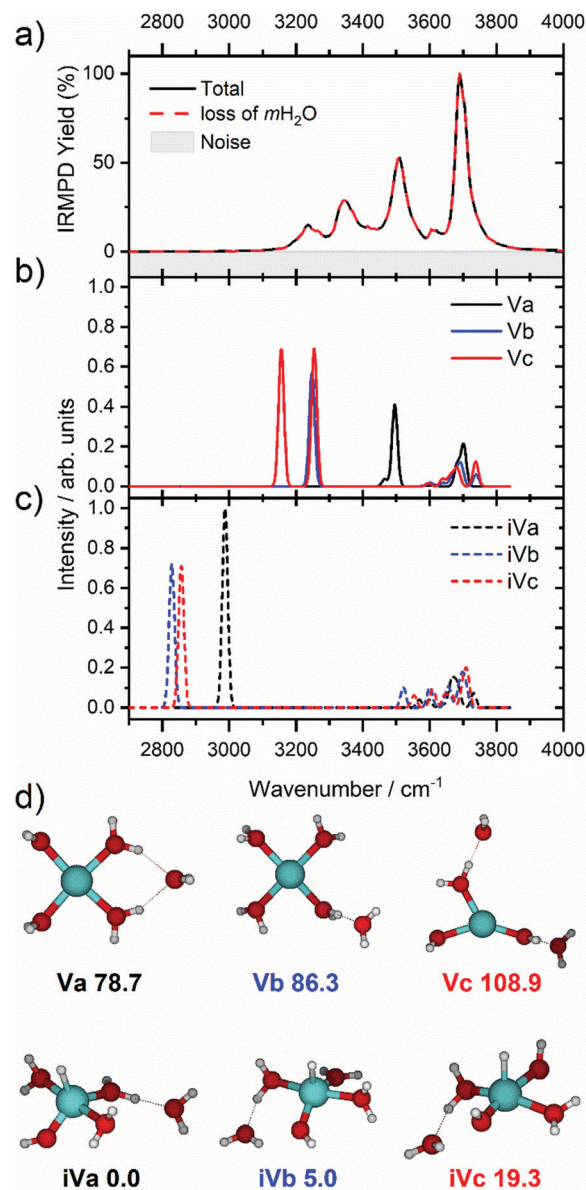 a)
2800 3000 3200 3400 3600 3800 4000
IRMPD Yield (%)
100
50
0
Total
loss of mH₂O
Noise
b)
Intensity / arb. units
1.0
0.8
0.6
0.4
0.2
0.0
Va
Vb
Vc
c)
1.0
0.8
0.6
0.4
0.2
0.0
iVa
iVb
iVc
2800 3000 3200 3400 3600 3800 4000
Wavenumber / cm⁻¹
d)
Va 78.7 Vb 86.3 Vc 108.9
iVa 0.0 iVb 5.0 iVc 19.3